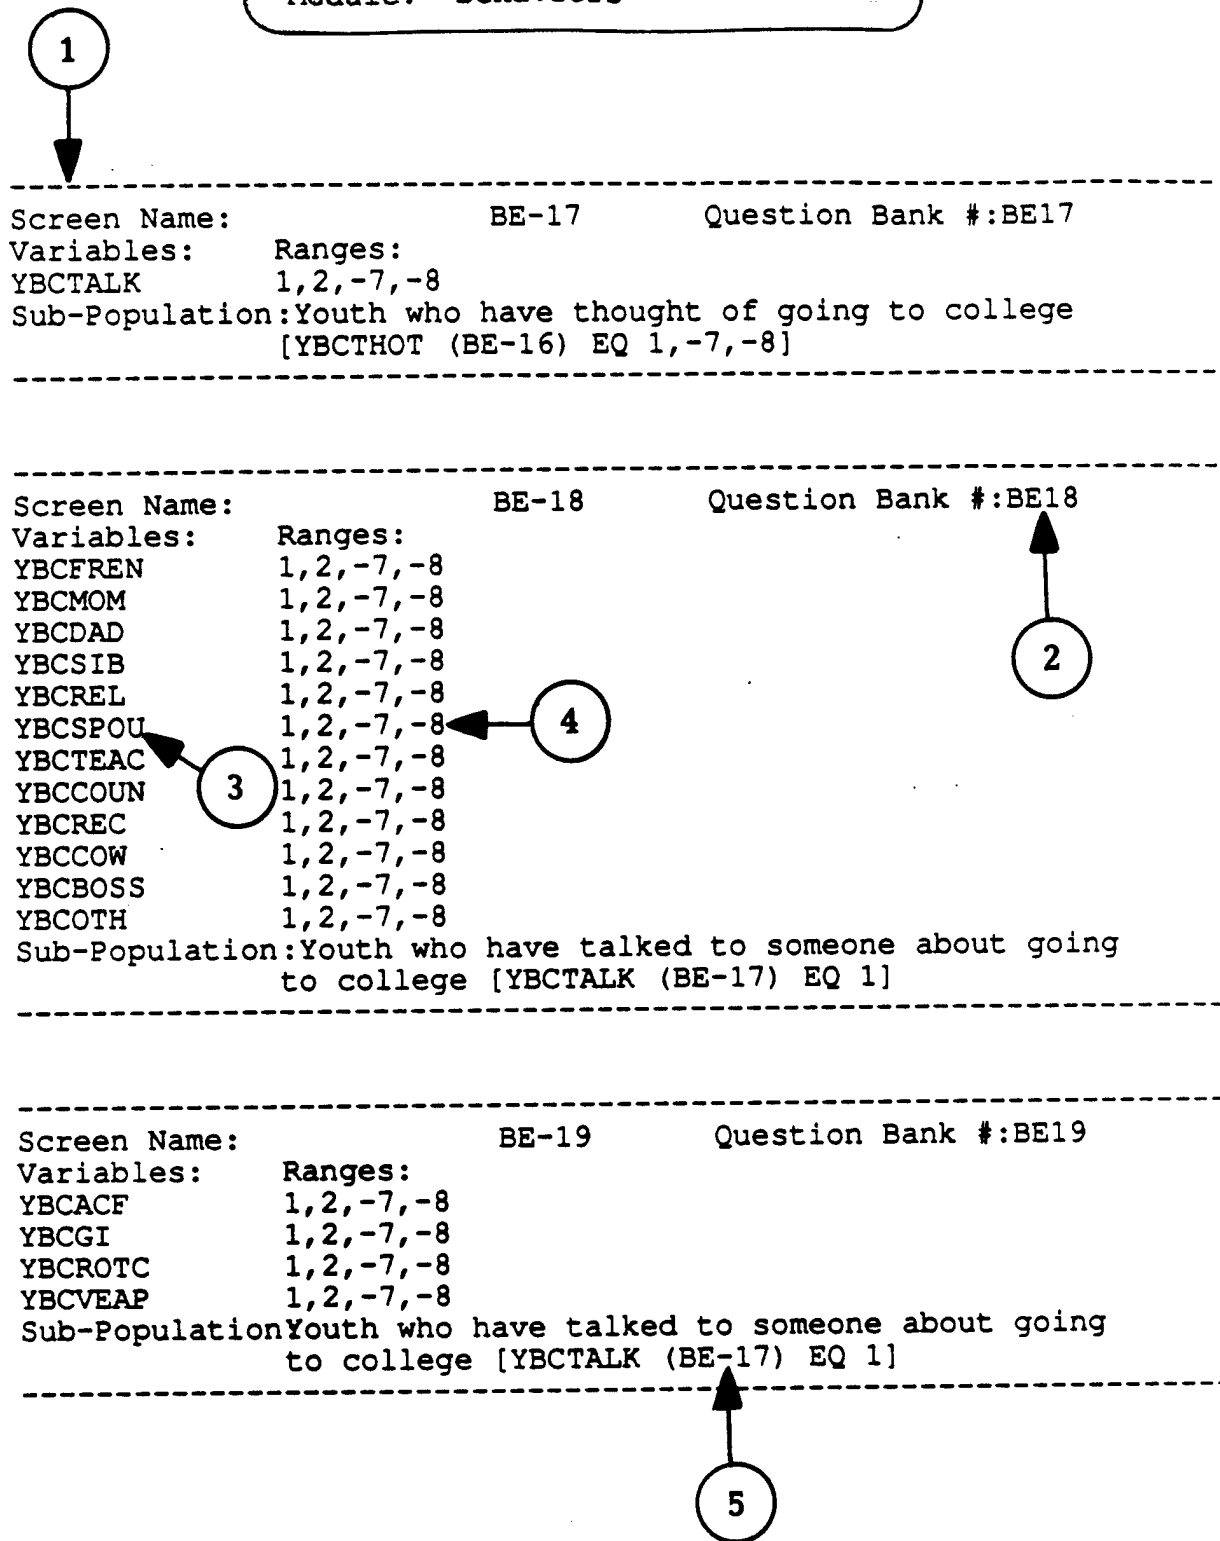 1
Screen Name: BE-17 Question Bank #:BE17
Variables: Ranges:
YBCTALK 1,2,-7,-8
Sub-Population:Youth who have thought of going to college
[YBCTHOT (BE-16) EQ 1,-7,-8]
Screen Name: BE-18 Question Bank #:BE18
Variables: Ranges:
YBCFREN 1,2,-7,-8
YBCMOM 1,2,-7,-8
YBCDAD 1,2,-7,-8
YBCSIB 1,2,-7,-8
2
YBCREL 1,2,-7,-8
YBCSPOU 1,2,-7,-8 4
YBCTEAC 1,2,-7,-8
YBCCOUN 3 1,2,-7,-8
YBCREC 1,2,-7,-8
YBCCOW 1,2,-7,-8
YBCBOSS 1,2,-7,-8
YBCOTH 1,2,-7,-8
Sub-Population:Youth who have talked to someone about going
to college [YBCTALK (BE-17) EQ 1]
Screen Name: BE-19 Question Bank #:BE19
Variables: Ranges:
YBCACF 1,2,-7,-8
YBCGI 1,2,-7,-8
YBCROTC 1,2,-7,-8
YBCVEAP 1,2,-7,-8
Sub-PopulationYouth who have talked to someone about going
to college [YBCTALK (BE-17) EQ 1]
5